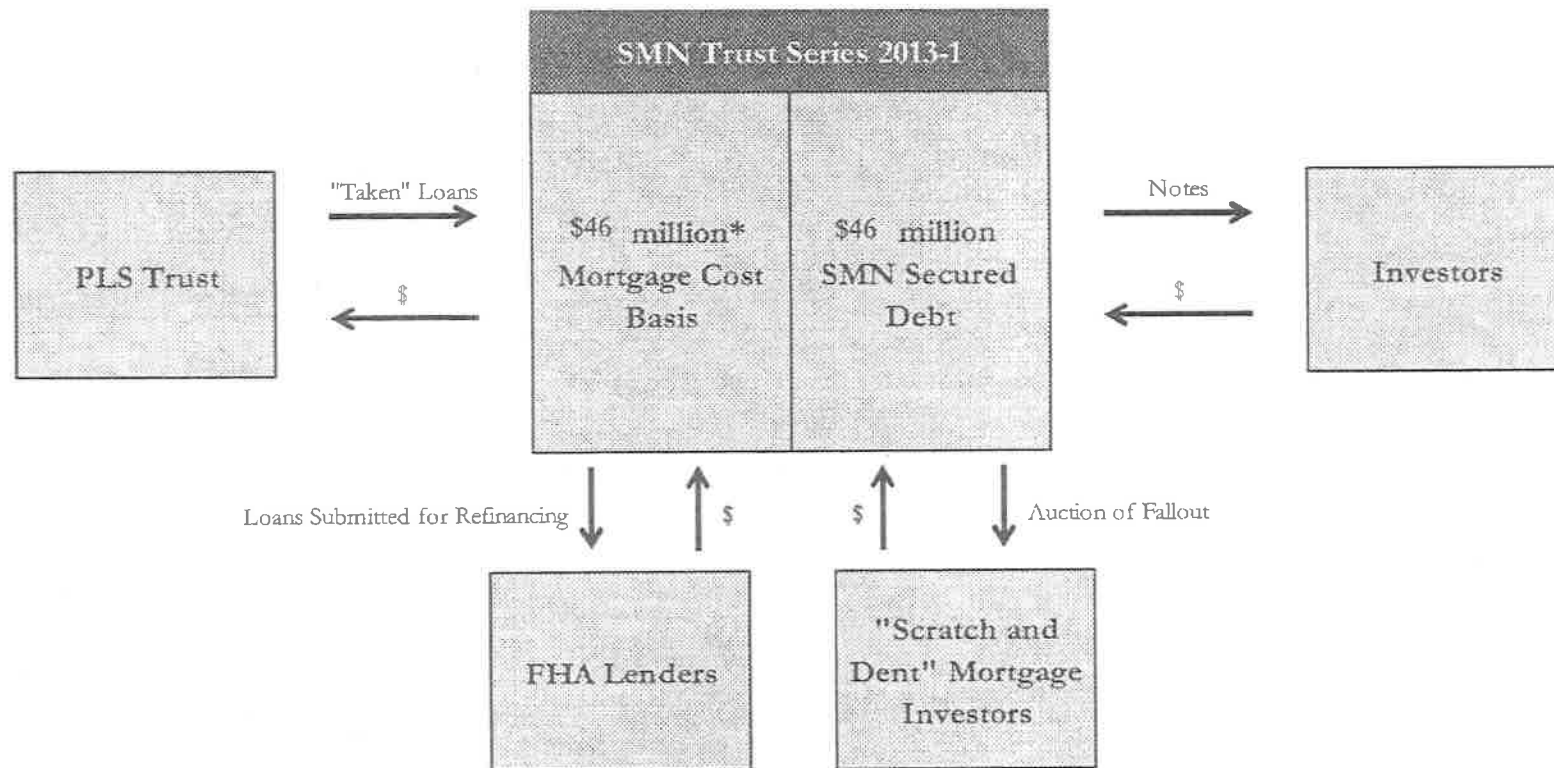 SMN Trust Series 2013-1
"Taken" Loans
$
PLS Trust
$46 million*
Mortgage Cost
Basis
$46 million
SMN Secured
Debt
Notes
$
Investors
Loans Submitted for Refinancing
$
$
Auction of Fallout
FHA Lenders
"Scratch and
Dent" Mortgage
Investors